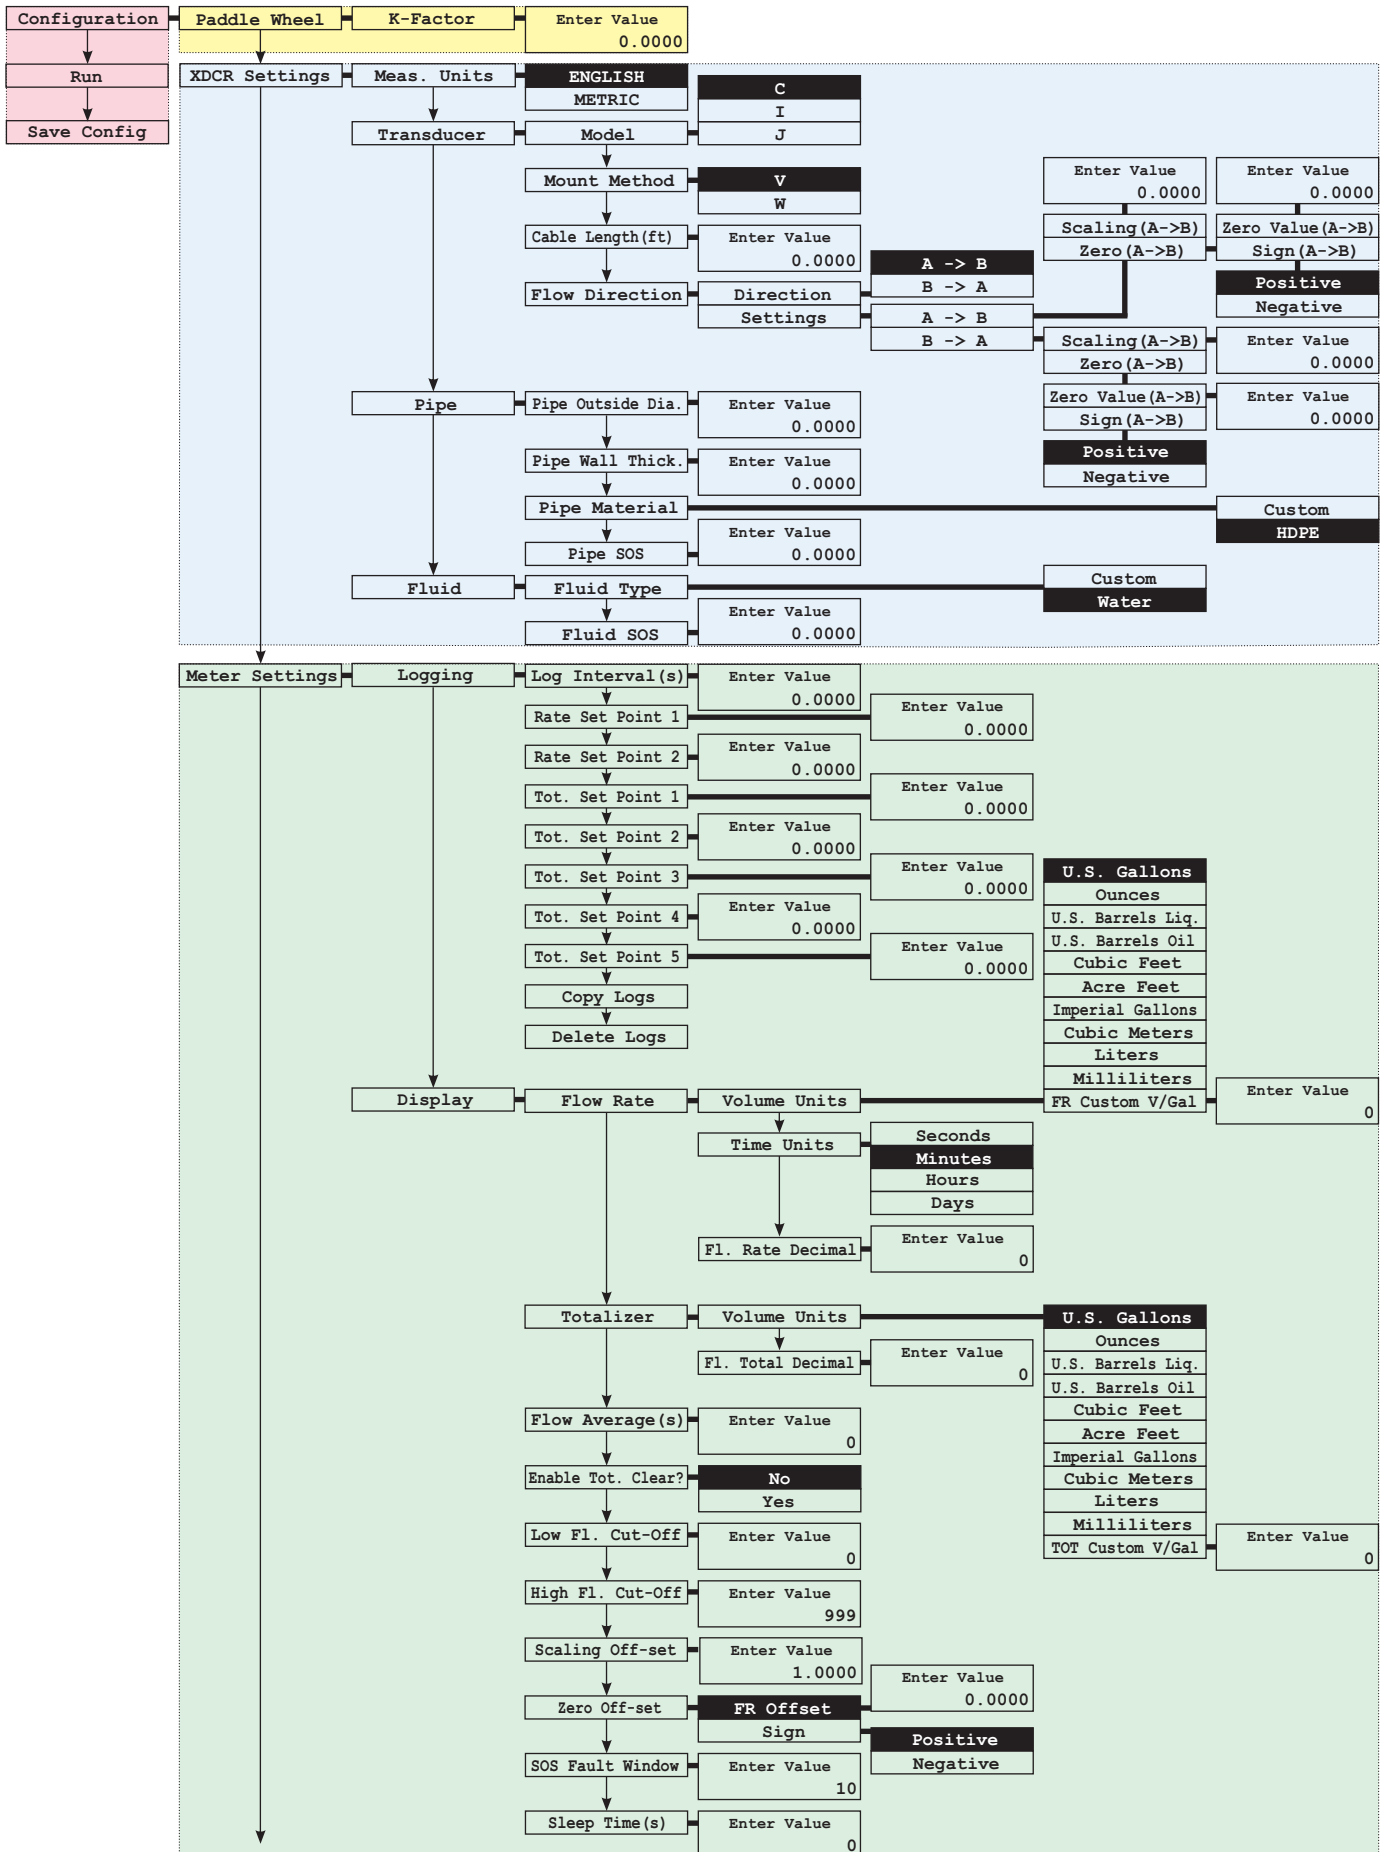 Configuration
Paddle Wheel
K-Factor
Enter Value
0.0000
Run
Save Config
XDCR Settings
Meas. Units
ENGLISH
METRIC
Transducer
Model
C
I
J
Mount Method
V
W
Cable Length(ft)
Enter Value
0.0000
Flow Direction
Direction
Settings
A -> B
B -> A
A -> B
B -> A
Enter Value
0.0000
Scaling(A->B)
Zero(A->B)
Enter Value
0.0000
Zero Value(A->B)
Sign(A->B)
Positive
Negative
Scaling(A->B)
Zero(A->B)
Enter Value
0.0000
Zero Value(A->B)
Sign(A->B)
Enter Value
0.0000
Positive
Negative
Pipe
Pipe Outside Dia.
Enter Value
0.0000
Pipe Wall Thick.
Enter Value
0.0000
Pipe Material
Custom
HDPE
Pipe SOS
Enter Value
0.0000
Fluid
Fluid Type
Custom
Water
Fluid SOS
Enter Value
0.0000
Meter Settings
Logging
Log Interval(s)
Enter Value
0.0000
Rate Set Point 1
Enter Value
0.0000
Rate Set Point 2
Enter Value
0.0000
Tot. Set Point 1
Enter Value
0.0000
Tot. Set Point 2
Enter Value
0.0000
Tot. Set Point 3
Enter Value
0.0000
Tot. Set Point 4
Enter Value
0.0000
Tot. Set Point 5
Enter Value
0.0000
Copy Logs
Delete Logs
Display
Flow Rate
Volume Units
U.S. Gallons
Ounces
U.S. Barrels Liq.
U.S. Barrels Oil
Cubic Feet
Acre Feet
Imperial Gallons
Cubic Meters
Liters
Milliliters
FR Custom V/Gal
Enter Value
0
Time Units
Seconds
Minutes
Hours
Days
Fl. Rate Decimal
Enter Value
0
Totalizer
Volume Units
U.S. Gallons
Ounces
U.S. Barrels Liq.
U.S. Barrels Oil
Cubic Feet
Acre Feet
Imperial Gallons
Cubic Meters
Liters
Milliliters
TOT Custom V/Gal
Enter Value
0
Fl. Total Decimal
Enter Value
0
Flow Average(s)
Enter Value
0
Enable Tot. Clear?
No
Yes
Low Fl. Cut-Off
Enter Value
0
High Fl. Cut-Off
Enter Value
999
Scaling Off-set
Enter Value
1.0000
Zero Off-set
FR Offset
Sign
Enter Value
0.0000
Positive
Negative
SOS Fault Window
Enter Value
10
Sleep Time(s)
Enter Value
0